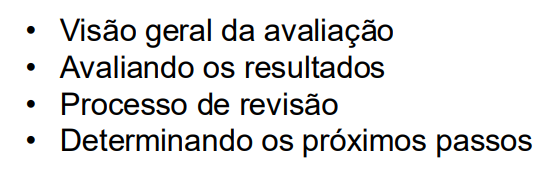 • Visão geral da avaliação
• Avaliando os resultados
• Processo de revisão
• Determinando os próximos passos